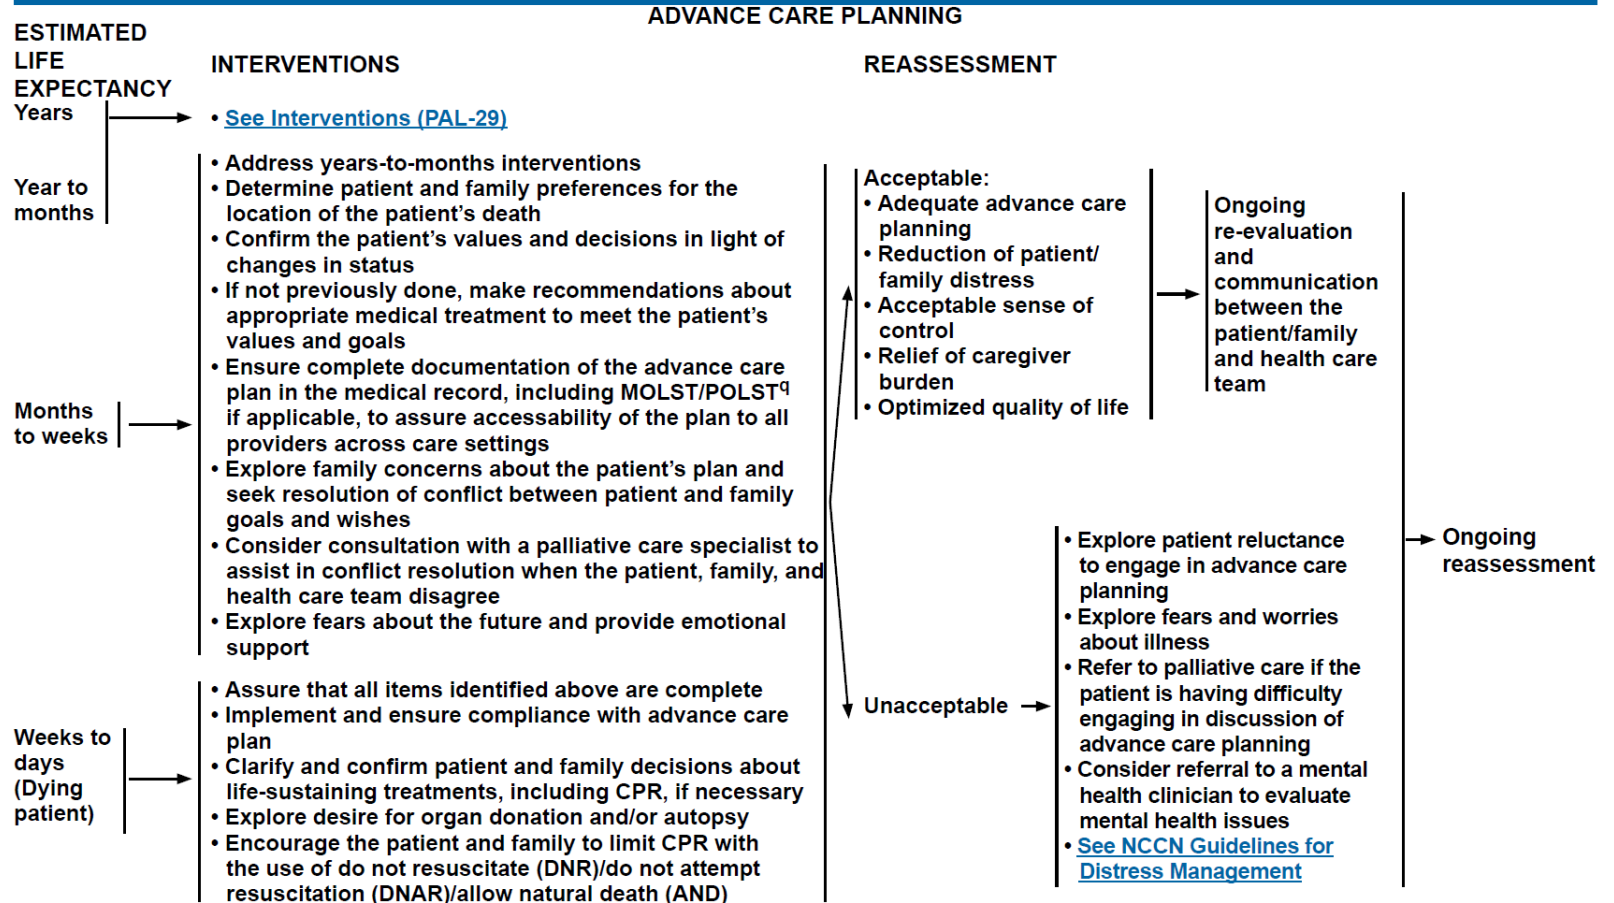 ADVANCE CARE PLANNING
ESTIMATED
LIFE
EXPECTANCY
INTERVENTIONS
REASSESSMENT
Years
• See Interventions (PAL-29)
Year to
months
• Address years-to-months interventions
• Determine patient and family preferences for the
location of the patient’s death
• Confirm the patient’s values and decisions in light of
changes in status
• If not previously done, make recommendations about
appropriate medical treatment to meet the patient’s
values and goals
• Ensure complete documentation of the advance care
plan in the medical record, including MOLST/POLSTq
if applicable, to assure accessability of the plan to all
providers across care settings
• Explore family concerns about the patient’s plan and
seek resolution of conflict between patient and family
goals and wishes
• Consider consultation with a palliative care specialist to
assist in conflict resolution when the patient, family, and
health care team disagree
• Explore fears about the future and provide emotional
support
Months
to weeks
Weeks to
days
(Dying
patient)
• Assure that all items identified above are complete
• Implement and ensure compliance with advance care
plan
• Clarify and confirm patient and family decisions about
life-sustaining treatments, including CPR, if necessary
• Explore desire for organ donation and/or autopsy
• Encourage the patient and family to limit CPR with
the use of do not resuscitate (DNR)/do not attempt
resuscitation (DNAR)/allow natural death (AND)
Acceptable:
• Adequate advance care
planning
• Reduction of patient/
family distress
• Acceptable sense of
control
• Relief of caregiver
burden
• Optimized quality of life
Ongoing
re-evaluation
and
communication
between the
patient/family
and health care
team
Unacceptable
• Explore patient reluctance
to engage in advance care
planning
• Explore fears and worries
about illness
• Refer to palliative care if the
patient is having difficulty
engaging in discussion of
advance care planning
• Consider referral to a mental
health clinician to evaluate
mental health issues
• See NCCN Guidelines for
Distress Management
Ongoing
reassessment